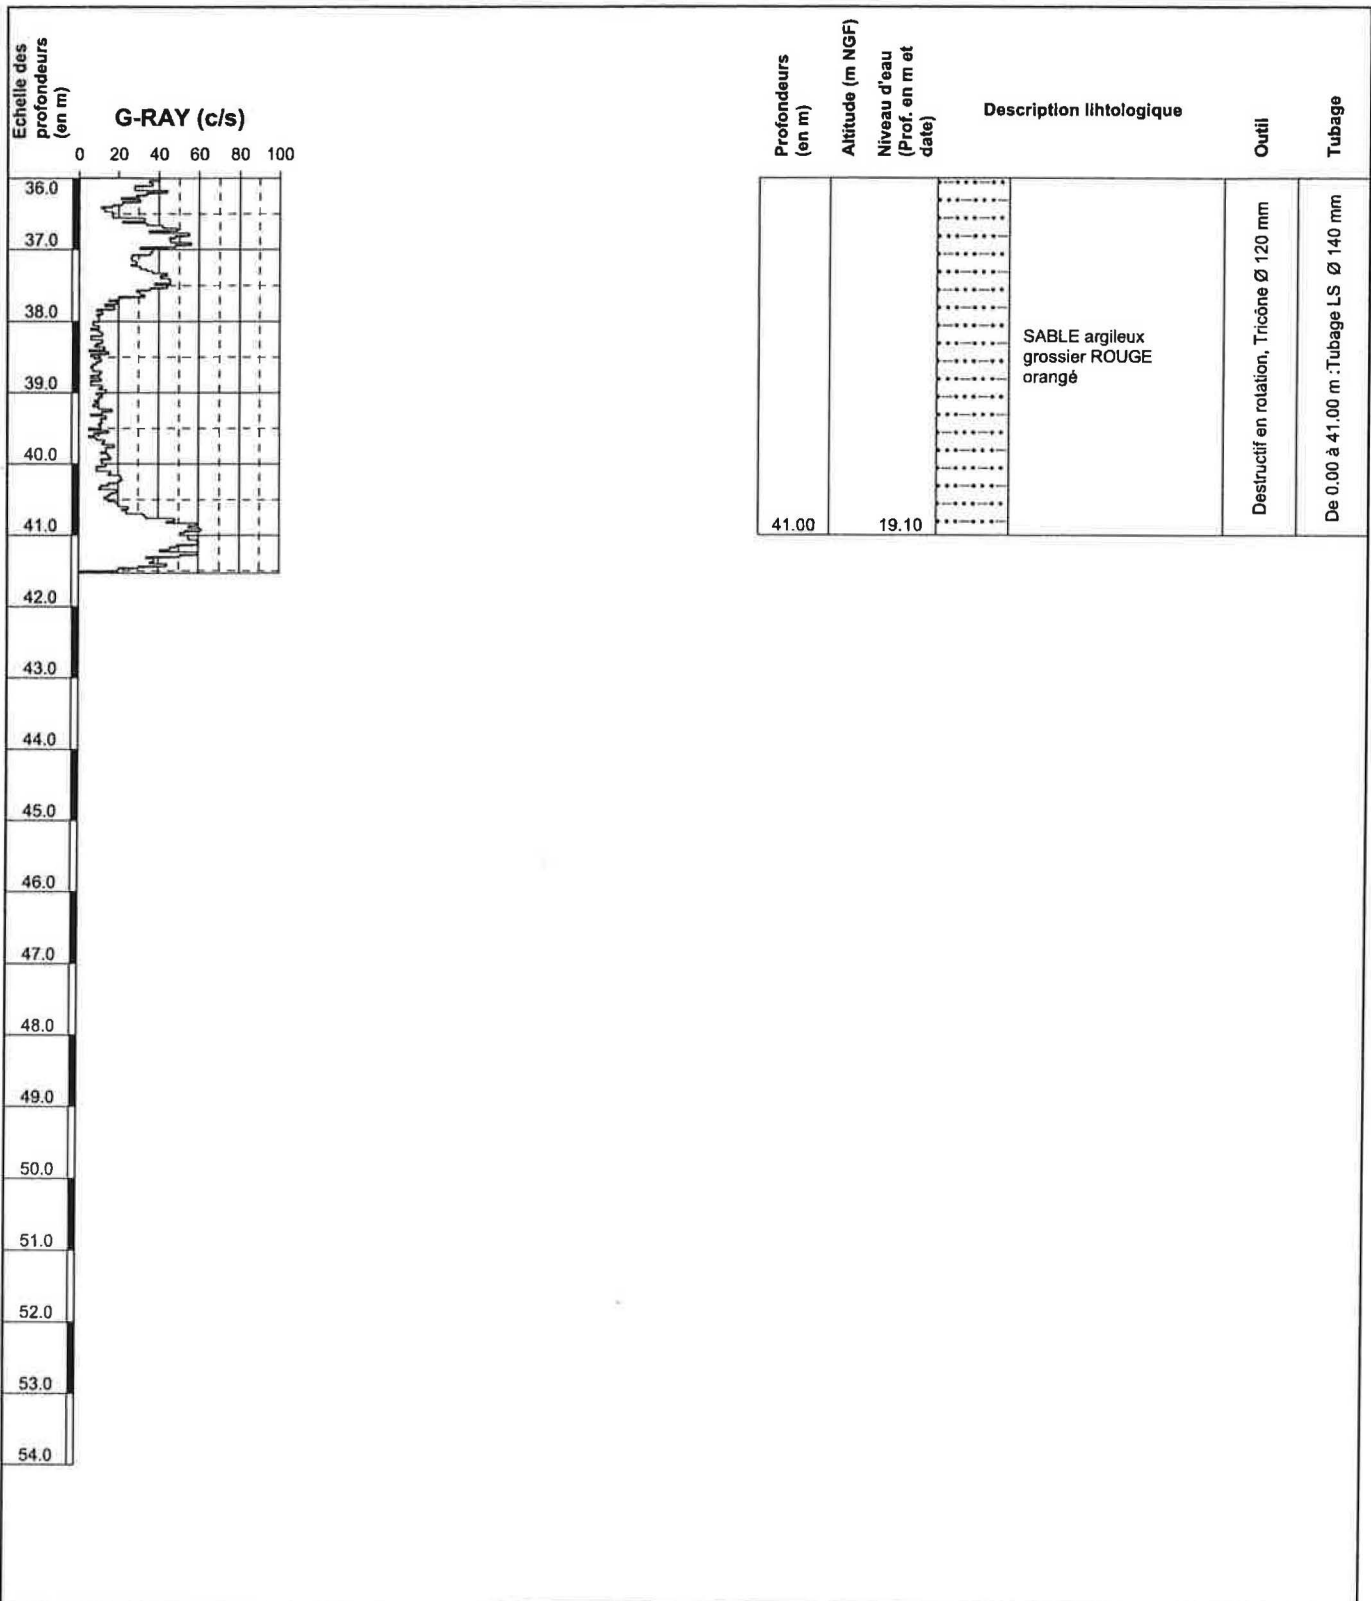 Echelle des
profondeurs
(en m)
G-RAY (c/s)
0 20 40 60 80 100
36.0
37.0
38.0
39.0
40.0
41.0
42.0
43.0
44.0
45.0
46.0
47.0
48.0
49.0
50.0
51.0
52.0
53.0
54.0
Profondeurs
(en m)
Altitude (m NGF)
Niveau d'eau
(Prof. en m et
date)
Description lihtologique
Outil
Tubage
41.00
19.10
SABLE argileux
grossier ROUGE
orangé
Destructif en rotation, Tricône Ø 120 mm
De 0.00 à 41.00 m :Tubage LS Ø 140 mm